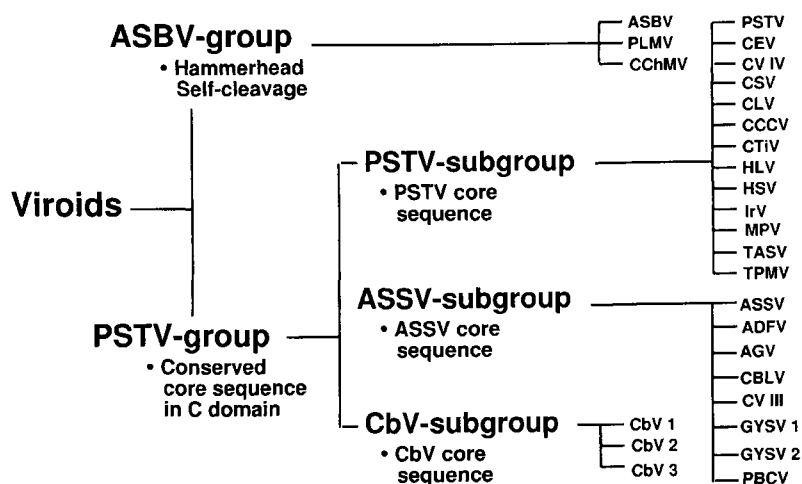 ASBV-group
• Hammerhead
Self-cleavage
ASBV
PLMV
CChMV
Viroids
PSTV-group
• Conserved
core sequence
in C domain
PSTV-subgroup
• PSTV core
sequence
PSTV
CEV
CV IV
CSV
CLV
CCCV
CTiV
HLV
HSV
IrV
MPV
TASV
TPMV
ASSV-subgroup
• ASSV core
sequence
ASSV
ADFV
AGV
CBLV
CV III
GYSV 1
GYSV 2
PBCV
CbV-subgroup
• CbV core
sequence
CbV 1
CbV 2
CbV 3